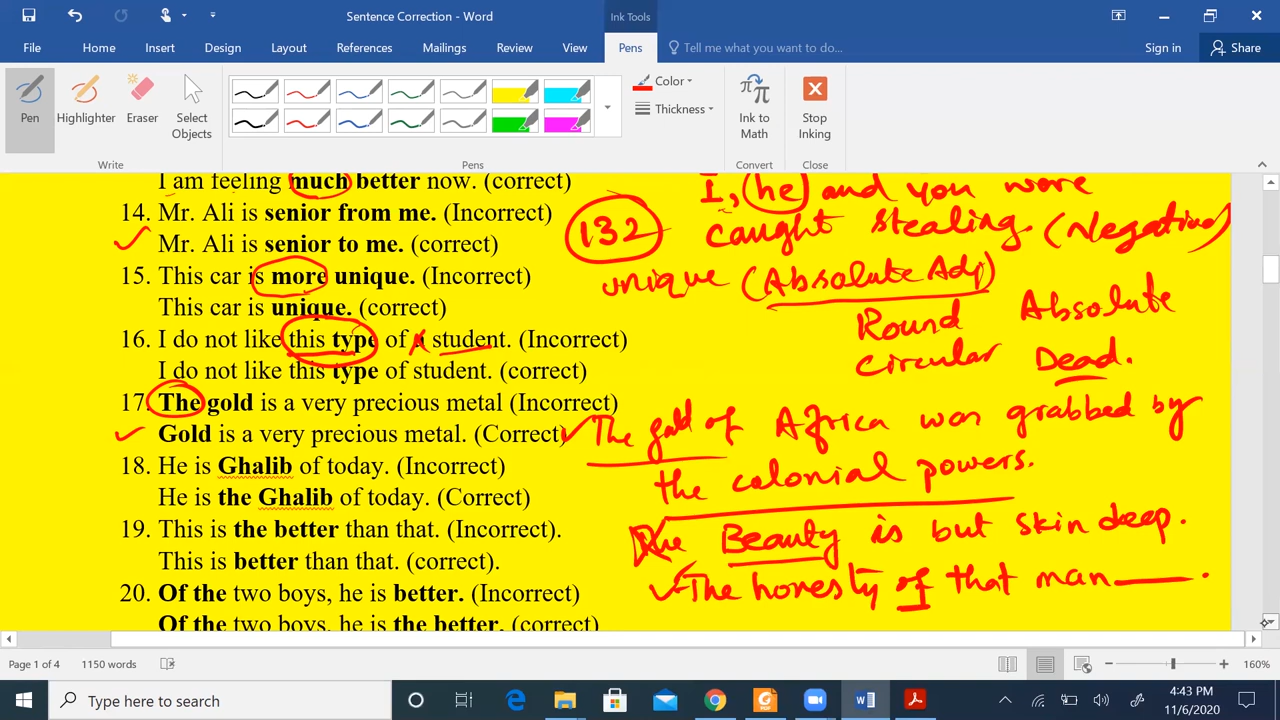 Sentence Correction - Word
Ink Tools
File Home Insert Design Layout References Mailings Review View Pens Tell me what you want to do... Sign in Share
Pen Highlighter Eraser Select Objects Color Thickness Ink to Math Stop Inking
Write Pens Convert Close
I am feeling much better now. (correct)
14. Mr. Ali is senior from me. (Incorrect)
Mr. Ali is senior to me. (correct)
15. This car is more unique. (Incorrect)
This car is unique. (correct)
16. I do not like this type of a student. (Incorrect)
I do not like this type of student. (correct)
17. The gold is a very precious metal (Incorrect)
Gold is a very precious metal. (Correct)
18. He is Ghalib of today. (Incorrect)
He is the Ghalib of today. (Correct)
19. This is the better than that. (Incorrect).
This is better than that. (correct).
20. Of the two boys, he is better. (Incorrect)
Of the two boys, he is the better. (correct)
I, he and you were
132 caught stealing. (Negative)
unique (Absolute Adj)
Round Absolute
Circular Dead.
The gold of Africa was grabbed by
the colonial powers.
The Beauty is but skin deep.
The honesty of that man
Page 1 of 4 1150 words 160%
Type here to search
4:43 PM
11/6/2020